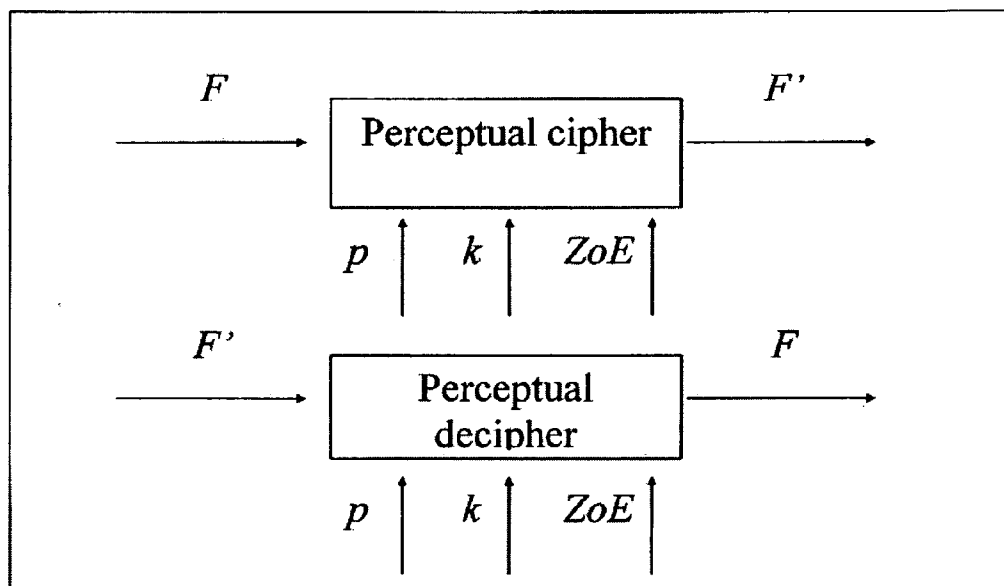 F F’
Perceptual cipher
p k ZoE
F’ F
Perceptual
decipher
p k ZoE